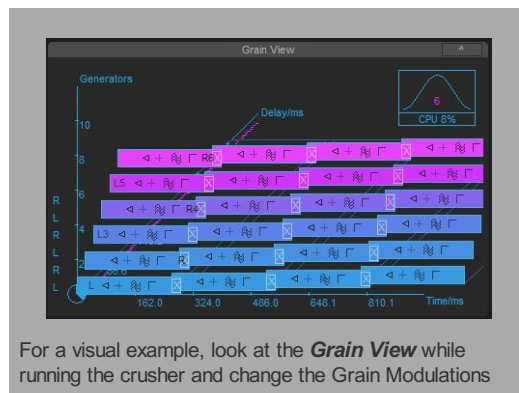 Grain View
^
Generators
Delay/ms
6
CPU 8%
10
8
6
4
2
R6
L5
R4
L3
R
L
R
L
R
L
R
L
162.0 324.0 486.0 648.1 810.1 Time/ms
For a visual example, look at the Grain View while
running the crusher and change the Grain Modulations